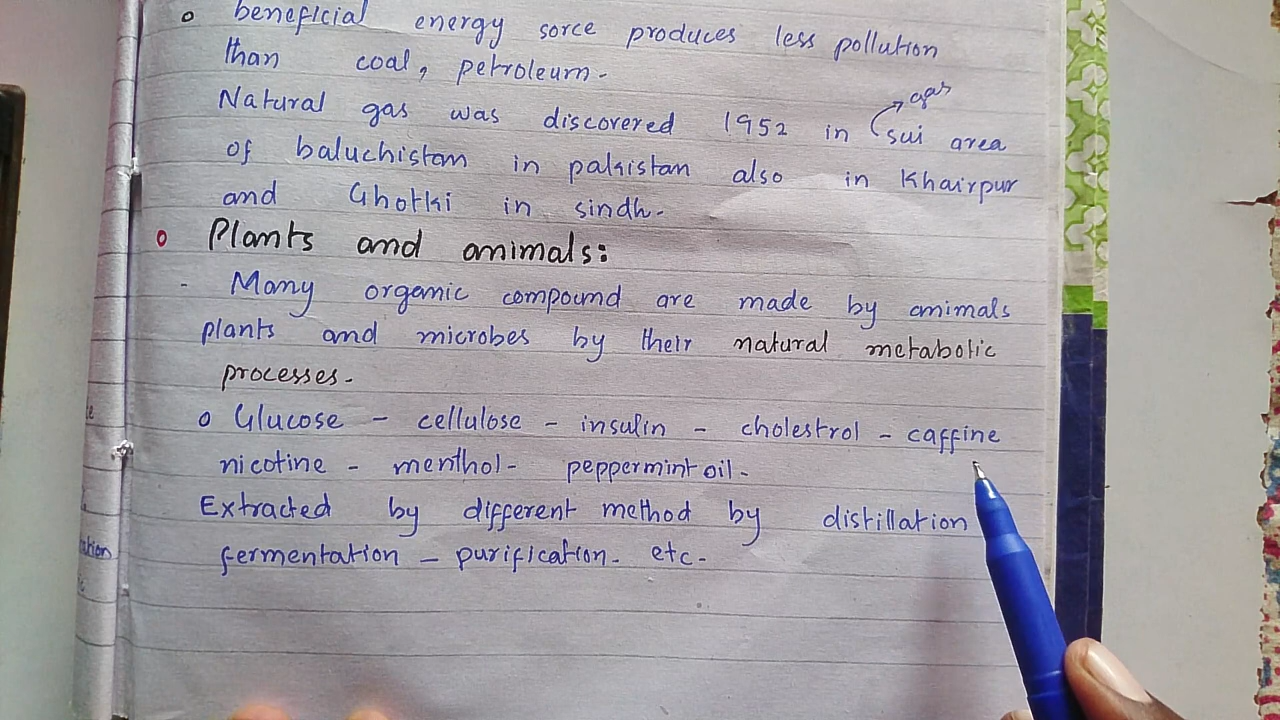 o beneficial energy sorce produces less pollution
than coal, petroleum.
gas
Natural gas was discovered 1952 in sui area
of baluchistan in pakistan also in Khairpur
and Ghotki in sindh.
o Plants and animals:
- Many organic compound are made by animals
plants and microbes by their natural metabolic
processes.
o Glucose - cellulose - insulin - cholestrol - caffine
nicotine - menthol - peppermint oil -
Extracted by different method by distillation
fermentation - purification - etc -